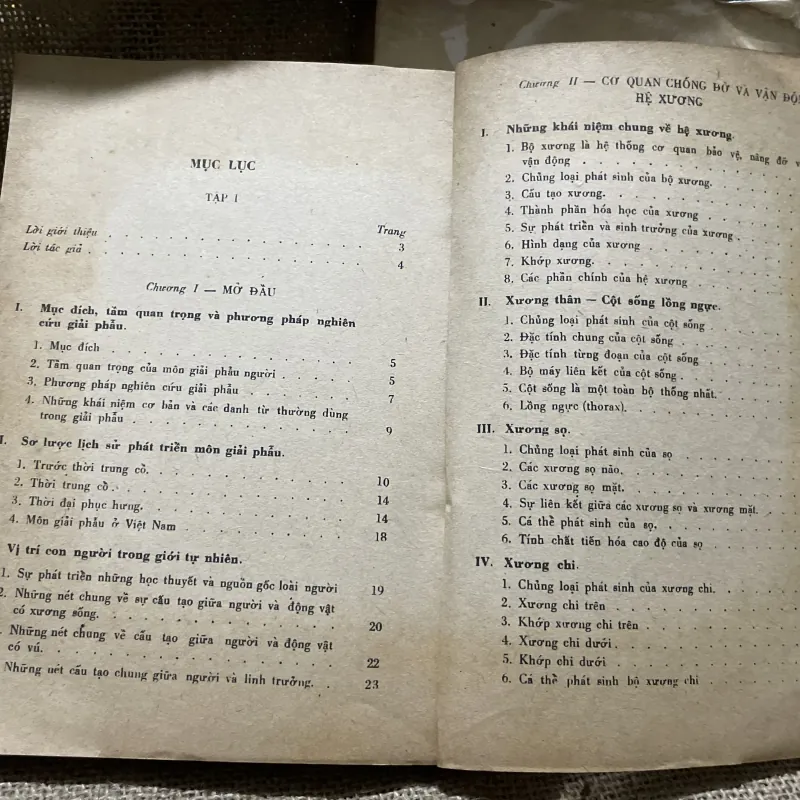 MỤC LỤC
TẬP I
Trang
Lời giới thiệu . . . . . . . . . . . . 3
Lời tác giả . . . . . . . . . . . . 4
Chương I — MỞ ĐẦU
I. Mục đích, tầm quan trọng và phương pháp nghiên
cứu giải phẫu.
1. Mục đích . . . . . . . . . . . . 5
2. Tầm quan trọng của môn giải phẫu người . . . . . 5
3. Phương pháp nghiên cứu giải phẫu . . . . . . 7
4. Những khái niệm cơ bản và các danh từ thường dùng
trong giải phẫu . . . . . . . . . . . 9
I. Sơ lược lịch sử phát triển môn giải phẫu.
1. Trước thời trung cổ. . . . . . . . . . . 10
2. Thời trung cổ . . . . . . . . . . . . 14
3. Thời đại phục hưng. . . . . . . . . . . 14
4. Môn giải phẫu ở Việt Nam . . . . . . . . 18
Vị trí con người trong giới tự nhiên.
1. Sự phát triển những học thuyết và nguồn gốc loài người 19
2. Những nét chung về sự cấu tạo giữa người và động vật
có xương sống. . . . . . . . . . . . 20
Những nét chung về cấu tạo giữa người và động vật
có vú. . . . . . . . . . . . . . 22
Những nét cấu tạo chung giữa người và linh trưởng. . . 23
Chương II — CƠ QUAN CHỐNG ĐỠ VÀ VẬN ĐỘN
HỆ XƯƠNG
I. Những khái niệm chung về hệ xương.
1. Bộ xương là hệ thống cơ quan bảo vệ, nâng đỡ v
vận động . . . . . . . . . . .
2. Chủng loại phát sinh của bộ xương. . . . . .
3. Cấu tạo xương. . . . . . . . . .
4. Thành phần hóa học của xương . . . . . .
5. Sự phát triển và sinh trưởng của xương . . . .
6. Hình dạng của xương . . . . . . . .
7. Khớp xương. . . . . . . . . . .
8. Các phần chính của hệ xương . . . . . .
II. Xương thân — Cột sống lồng ngực.
1. Chủng loại phát sinh của cột sống . . . . .
2. Đặc tính chung của cột sống . . . . . .
3. Đặc tính từng đoạn của cột sống . . . . .
4. Bộ máy liên kết của cột sống . . . . . .
5. Cột sống là một toàn bộ thống nhất. . . . .
6. Lồng ngực (thorax). . . . . . . . .
III. Xương sọ.
1. Chủng loại phát sinh của sọ . . . . . .
2. Các xương sọ não. . . . . . . . .
3. Các xương sọ mặt. . . . . . . . .
4. Sự liên kết giữa các xương sọ và xương mặt. . .
5. Cá thể phát sinh của sọ. . . . . . . .
6. Tính chất tiến hóa cao độ của sọ . . . . .
IV. Xương chi.
1. Chủng loại phát sinh của xương chi. . . . .
2. Xương chi trên . . . . . . . . . .
3. Khớp xương chi trên . . . . . . . .
4. Xương chi dưới . . . . . . . . . .
5. Khớp chi dưới . . . . . . . . . .
6. Cá thể phát sinh bộ xương chi . . . . . .